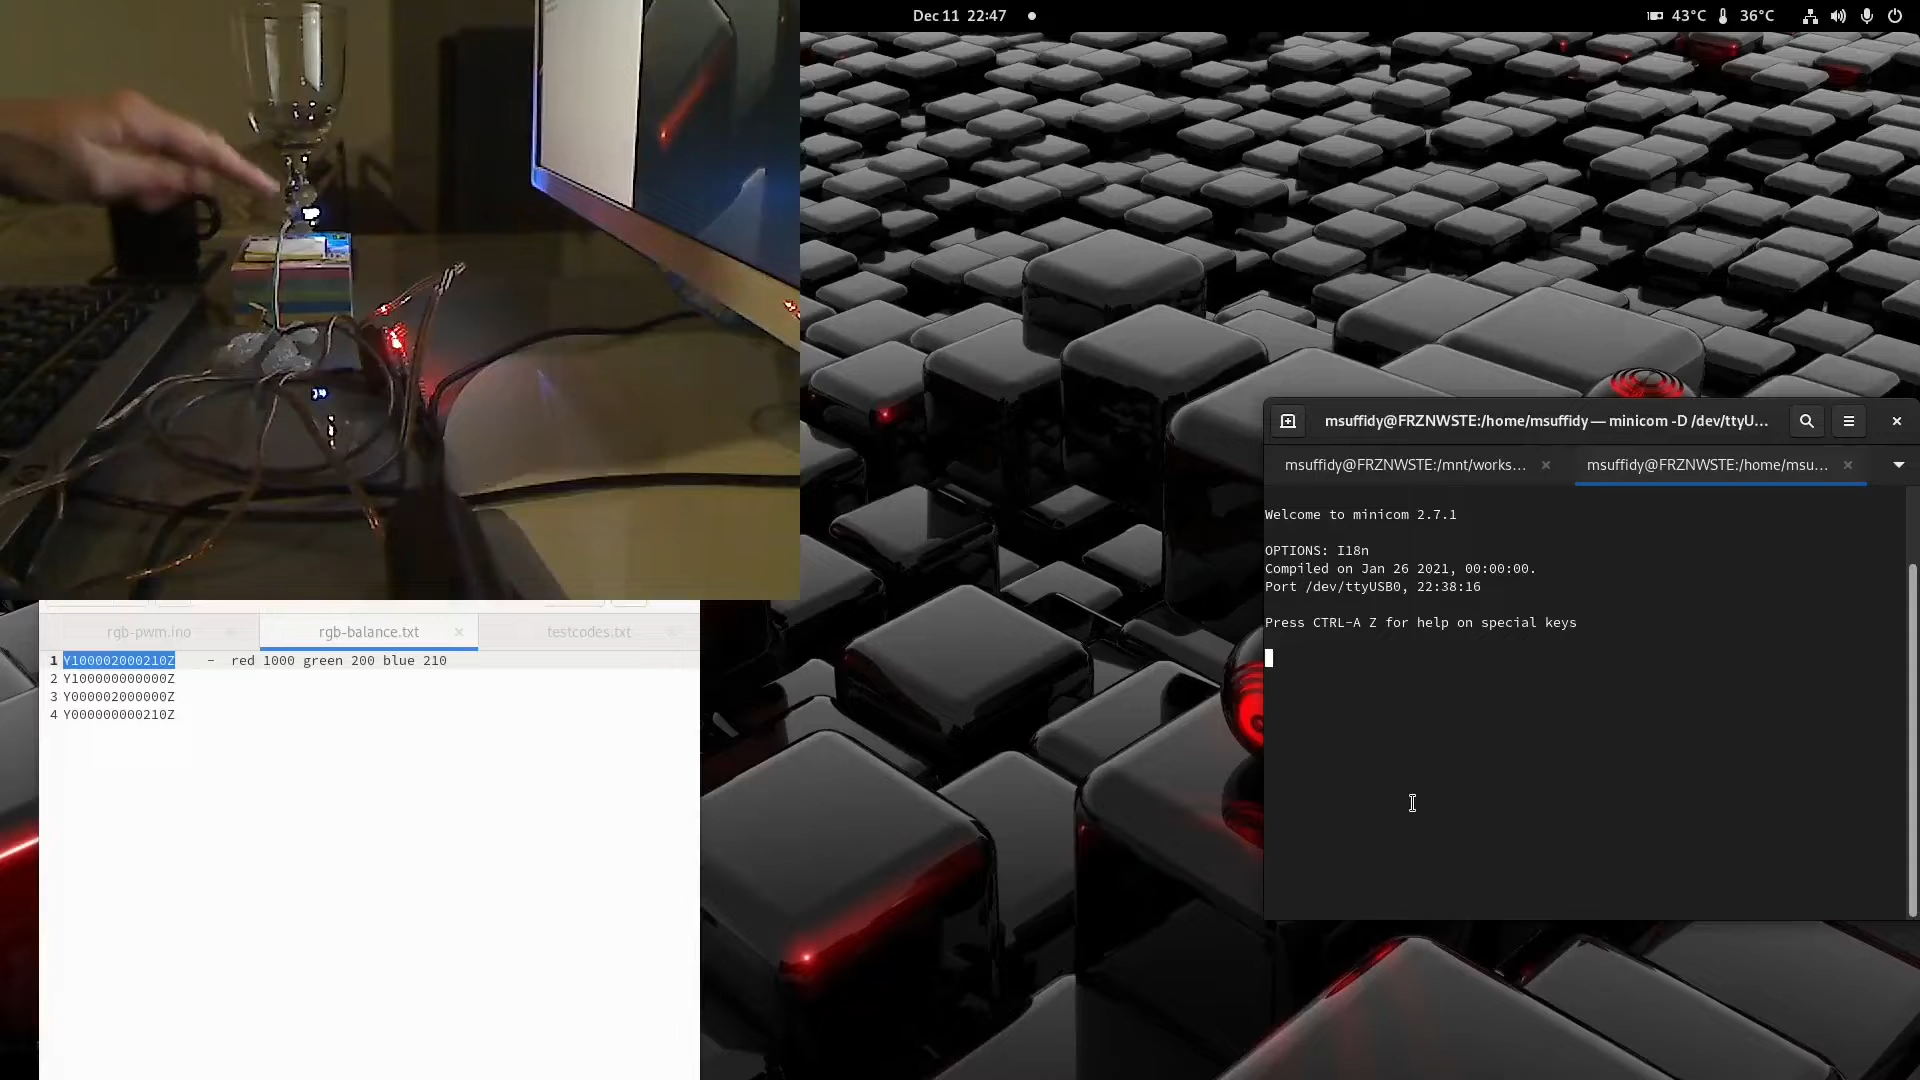 Dec 11 22:47
43°C 36°C
msuffidy@FRZNWSTE:/home/msuffidy — minicom -D /dev/ttyU...
msuffidy@FRZNWSTE:/mnt/works...
msuffidy@FRZNWSTE:/home/msu...
Welcome to minicom 2.7.1
OPTIONS: I18n
Compiled on Jan 26 2021, 00:00:00.
Port /dev/ttyUSB0, 22:38:16
Press CTRL-A Z for help on special keys
rgb-pwm.ino
rgb-balance.txt
testcodes.txt
1 Y100002000210Z - red 1000 green 200 blue 210
2 Y100000000000Z
3 Y000002000000Z
4 Y000000000210Z